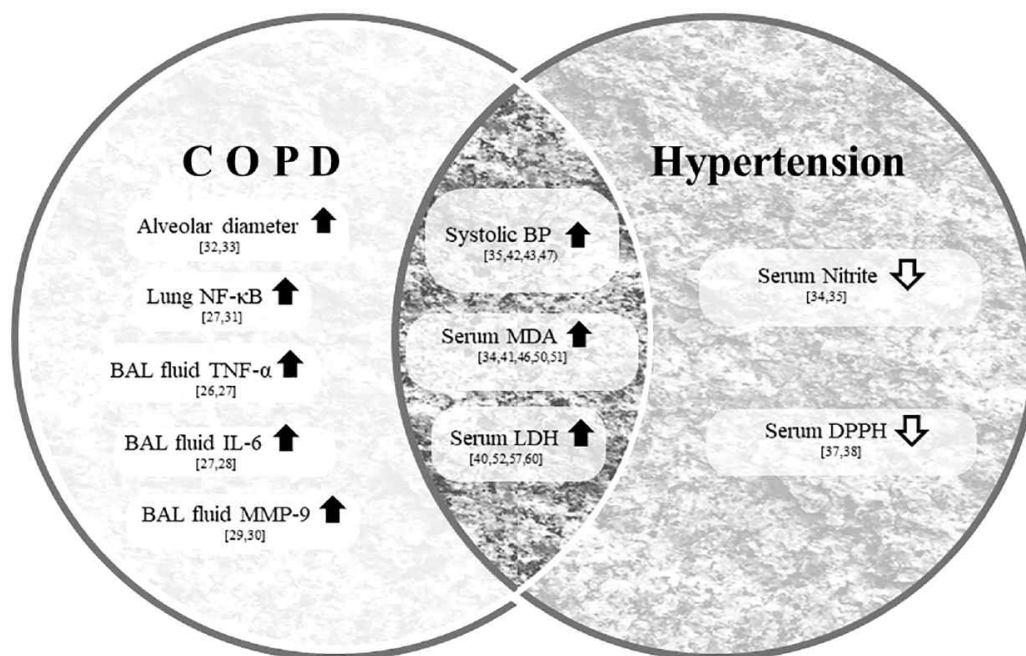 C O P D
Alveolar diameter
[32,33]
Lung NF-κB
[27,31]
BAL fluid TNF-α
[26,27]
BAL fluid IL-6
[27,28]
BAL fluid MMP-9
[29,30]
Systolic BP
[35,42,43,47)
Serum MDA
[34,41,46,50,51]
Serum LDH
[40,52,57,60]
Hypertension
Serum Nitrite
[34,35]
Serum DPPH
[37,38]